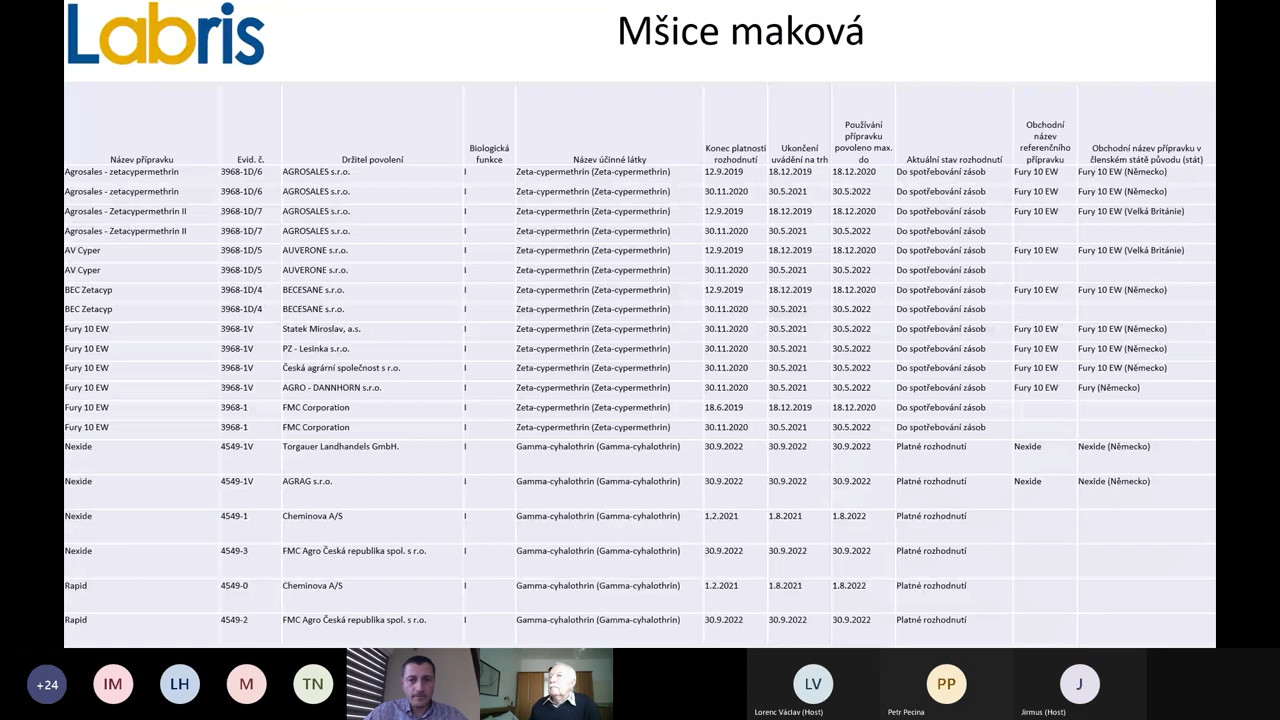 Labris
Mšice maková
Název přípravku Evid. č. Držitel povolení Biologická funkce Název účinné látky Konec platnosti rozhodnutí Ukončení uvádění na trh Používání přípravku povoleno max. do Aktuální stav rozhodnutí Obchodní název referenčního přípravku Obchodní název přípravku v členském státě původu (stát)
Agrosales - zetacypermethrin 3968-1D/6 AGROSALES s.r.o. I Zeta-cypermethrin (Zeta-cypermethrin) 12.9.2019 18.12.2019 18.12.2020 Do spotřebování zásob Fury 10 EW Fury 10 EW (Německo)
Agrosales - zetacypermethrin 3968-1D/6 AGROSALES s.r.o. I Zeta-cypermethrin (Zeta-cypermethrin) 30.11.2020 30.5.2021 30.5.2022 Do spotřebování zásob Fury 10 EW Fury 10 EW (Německo)
Agrosales - Zetacypermethrin II 3968-1D/7 AGROSALES s.r.o. I Zeta-cypermethrin (Zeta-cypermethrin) 12.9.2019 18.12.2019 18.12.2020 Do spotřebování zásob Fury 10 EW Fury 10 EW (Velká Británie)
Agrosales - Zetacypermethrin II 3968-1D/7 AGROSALES s.r.o. I Zeta-cypermethrin (Zeta-cypermethrin) 30.11.2020 30.5.2021 30.5.2022 Do spotřebování zásob
AV Cyper 3968-1D/5 AUVERONE s.r.o. I Zeta-cypermethrin (Zeta-cypermethrin) 12.9.2019 18.12.2019 18.12.2020 Do spotřebování zásob Fury 10 EW Fury 10 EW (Velká Británie)
AV Cyper 3968-1D/5 AUVERONE s.r.o. I Zeta-cypermethrin (Zeta-cypermethrin) 30.11.2020 30.5.2021 30.5.2022 Do spotřebování zásob
BEC Zetacyp 3968-1D/4 BECESANE s.r.o. I Zeta-cypermethrin (Zeta-cypermethrin) 12.9.2019 18.12.2019 18.12.2020 Do spotřebování zásob Fury 10 EW Fury 10 EW (Německo)
BEC Zetacyp 3968-1D/4 BECESANE s.r.o. I Zeta-cypermethrin (Zeta-cypermethrin) 30.11.2020 30.5.2021 30.5.2022 Do spotřebování zásob
Fury 10 EW 3968-1V Statek Miroslav, a.s. I Zeta-cypermethrin (Zeta-cypermethrin) 30.11.2020 30.5.2021 30.5.2022 Do spotřebování zásob Fury 10 EW Fury 10 EW (Německo)
Fury 10 EW 3968-1V PZ - Lesinka s.r.o. I Zeta-cypermethrin (Zeta-cypermethrin) 30.11.2020 30.5.2021 30.5.2022 Do spotřebování zásob Fury 10 EW Fury 10 EW (Německo)
Fury 10 EW 3968-1V Česká agrární společnost s r.o. I Zeta-cypermethrin (Zeta-cypermethrin) 30.11.2020 30.5.2021 30.5.2022 Do spotřebování zásob Fury 10 EW Fury 10 EW (Německo)
Fury 10 EW 3968-1V AGRO - DANNHORN s.r.o. I Zeta-cypermethrin (Zeta-cypermethrin) 30.11.2020 30.5.2021 30.5.2022 Do spotřebování zásob Fury 10 EW Fury (Německo)
Fury 10 EW 3968-1 FMC Corporation I Zeta-cypermethrin (Zeta-cypermethrin) 18.6.2019 18.12.2019 18.12.2020 Do spotřebování zásob
Fury 10 EW 3968-1 FMC Corporation I Zeta-cypermethrin (Zeta-cypermethrin) 30.11.2020 30.5.2021 30.5.2022 Do spotřebování zásob
Nexide 4549-1V Torgauer Landhandels GmbH. I Gamma-cyhalothrin (Gamma-cyhalothrin) 30.9.2022 30.9.2022 30.9.2022 Platné rozhodnutí Nexide Nexide (Německo)
Nexide 4549-1V AGRAG s.r.o. I Gamma-cyhalothrin (Gamma-cyhalothrin) 30.9.2022 30.9.2022 30.9.2022 Platné rozhodnutí Nexide Nexide (Německo)
Nexide 4549-1 Cheminova A/S I Gamma-cyhalothrin (Gamma-cyhalothrin) 1.2.2021 1.8.2021 1.8.2022 Platné rozhodnutí
Nexide 4549-3 FMC Agro Česká republika spol. s r.o. I Gamma-cyhalothrin (Gamma-cyhalothrin) 30.9.2022 30.9.2022 30.9.2022 Platné rozhodnutí
Rapid 4549-0 Cheminova A/S I Gamma-cyhalothrin (Gamma-cyhalothrin) 1.2.2021 1.8.2021 1.8.2022 Platné rozhodnutí
Rapid 4549-2 FMC Agro Česká republika spol. s r.o. I Gamma-cyhalothrin (Gamma-cyhalothrin) 30.9.2022 30.9.2022 30.9.2022 Platné rozhodnutí
+24 IM LH M TN LV PP J
Lorenc Václav (Host) Petr Pecina Jirmus (Host)